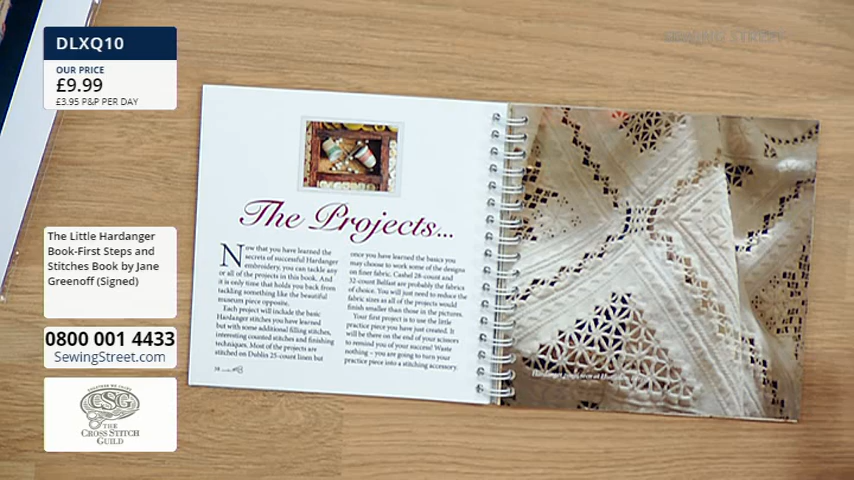 DLXQ10
OUR PRICE
£9.99
£3.95 P&P PER DAY
The Little Hardanger
Book-First Steps and
Stitches Book by Jane
Greenoff (Signed)
0800 001 4433
SewingStreet.com
CSG
THE
CROSS STITCH
GUILD
SEWING STREET
The Projects...
Now that you have learned the
secrets of successful Hardanger
embroidery, you can tackle any
or all of the projects in this book. And
it is only time that holds you back from
tackling something like the beautiful
museum piece opposite.
Each project will include the basic
Hardanger stitches you have learned
but with some additional filling stitches,
interesting counted stitches and finishing
techniques. Most of the projects are
stitched on Dublin 25-count linen but
once you have learned the basics you
may choose to work some of the designs
on finer fabric. Cashel 28-count and
32-count Belfast are probably the fabrics
of choice. You will just need to reduce the
fabric sizes as all of the projects would
finish smaller than those in the pictures.
Your first project is to use the little
practice piece you have just created. It
will be there on the end of your scissors
to remind you of your success! Waste
nothing – you are going to turn your
practice piece into a stitching accessory.